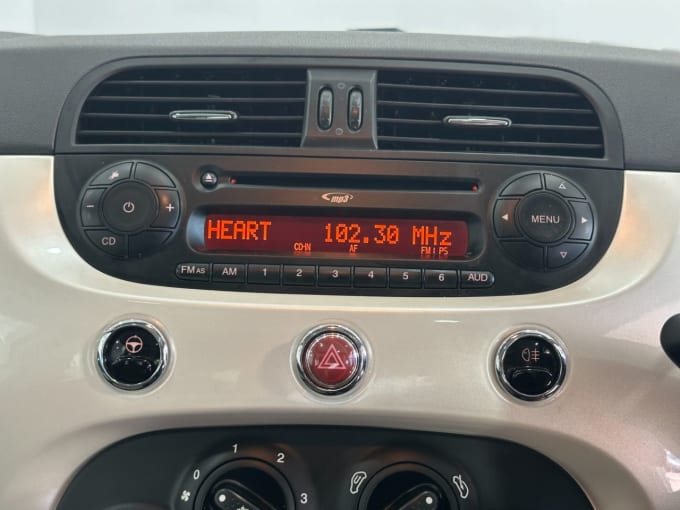 mp3
HEART 102.30 MHz
CD-IN AF FM1 PS
MENU
CD
FM AS AM 1 2 3 4 5 6 AUD
0 1 2 3